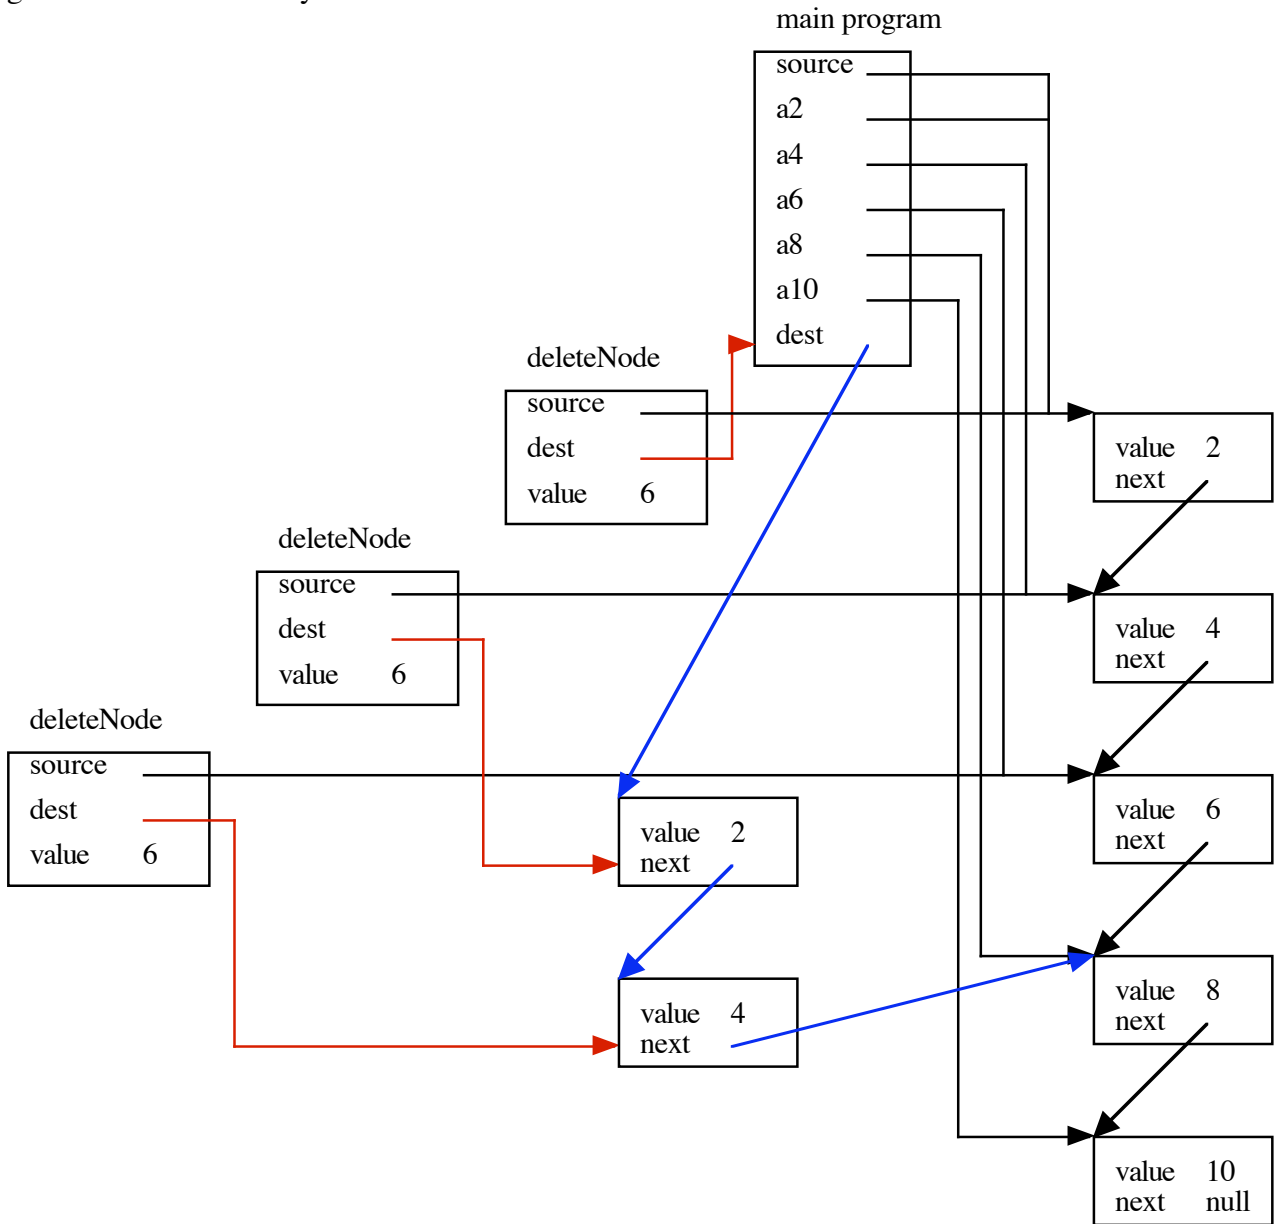 main program
source
a2
a4
a6
a8
a10
dest
deleteNode
source
dest
value 6
value 2
next
deleteNode
source
dest
value 6
value 4
next
deleteNode
source
dest
value 6
value 6
next
value 2
next
value 8
next
value 4
next
value 10
next null